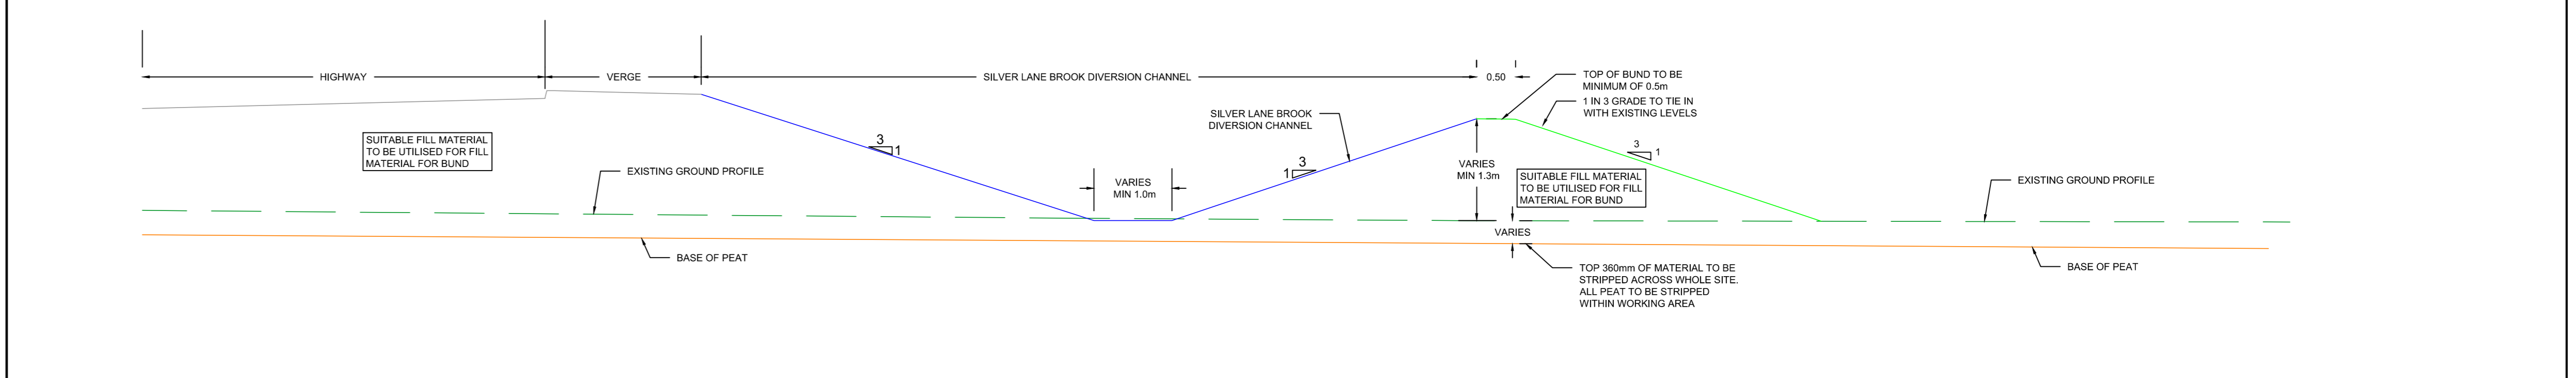 HIGHWAY
VERGE
SILVER LANE BROOK DIVERSION CHANNEL
0.50
TOP OF BUND TO BE
MINIMUM OF 0.5m
1 IN 3 GRADE TO TIE IN
WITH EXISTING LEVELS
SILVER LANE BROOK
DIVERSION CHANNEL
SUITABLE FILL MATERIAL
TO BE UTILISED FOR FILL
MATERIAL FOR BUND
3
1
EXISTING GROUND PROFILE
VARIES
MIN 1.0m
3
1
VARIES
MIN 1.3m
3
1
SUITABLE FILL MATERIAL
TO BE UTILISED FOR FILL
MATERIAL FOR BUND
EXISTING GROUND PROFILE
VARIES
BASE OF PEAT
TOP 360mm OF MATERIAL TO BE
STRIPPED ACROSS WHOLE SITE.
ALL PEAT TO BE STRIPPED
WITHIN WORKING AREA
BASE OF PEAT